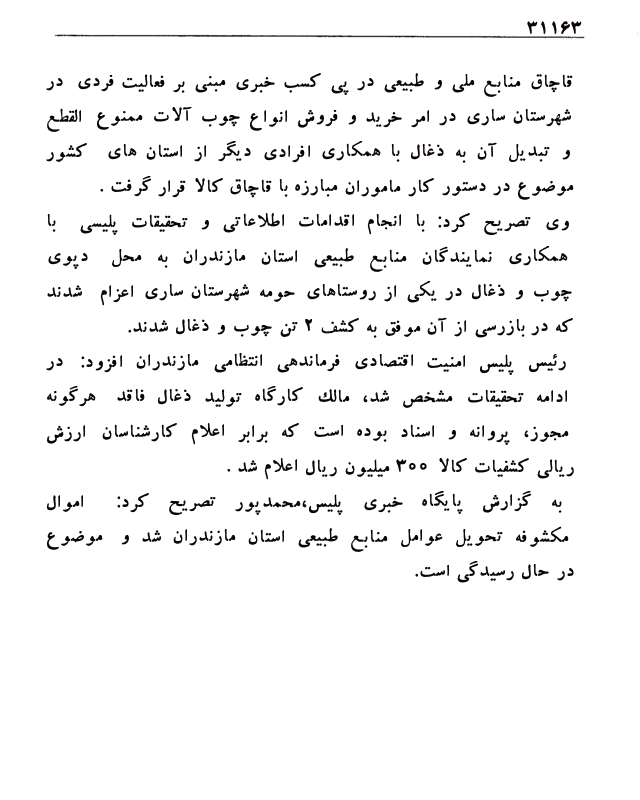 ۳۱۱۶۳
قاچاق منابع ملی و طبیعی در پی کسب خبری مبنی بر فعالیت فردی در
شهرستان ساری در امر خرید و فروش انواع چوب آلات ممنوع القطع
و تبدیل آن به ذغال با همکاری افرادی دیگر از استان های کشور
موضوع در دستور کار ماموران مبارزه با قاچاق کالا قرار گرفت .
وی تصریح کرد: با انجام اقدامات اطلاعاتی و تحقیقات پلیسی با
همکاری نمایندگان منابع طبیعی استان مازندران به محل دپوی
چوب و ذغال در یکی از روستاهای حومه شهرستان ساری اعزام شدند
که در بازرسی از آن موفق به کشف ۲ تن چوب و ذغال شدند.
رئیس پلیس امنیت اقتصادی فرماندهی انتظامی مازندران افزود: در
ادامه تحقیقات مشخص شد، مالك کارگاه تولید ذغال فاقد هرگونه
مجوز، پروانه و اسناد بوده است که برابر اعلام کارشناسان ارزش
ریالی کشفیات کالا ۳۰۰ میلیون ریال اعلام شد .
به گزارش پایگاه خبری پلیس،محمدپور تصریح کرد: اموال
مکشوفه تحویل عوامل منابع طبیعی استان مازندران شد و موضوع
در حال رسیدگی است.